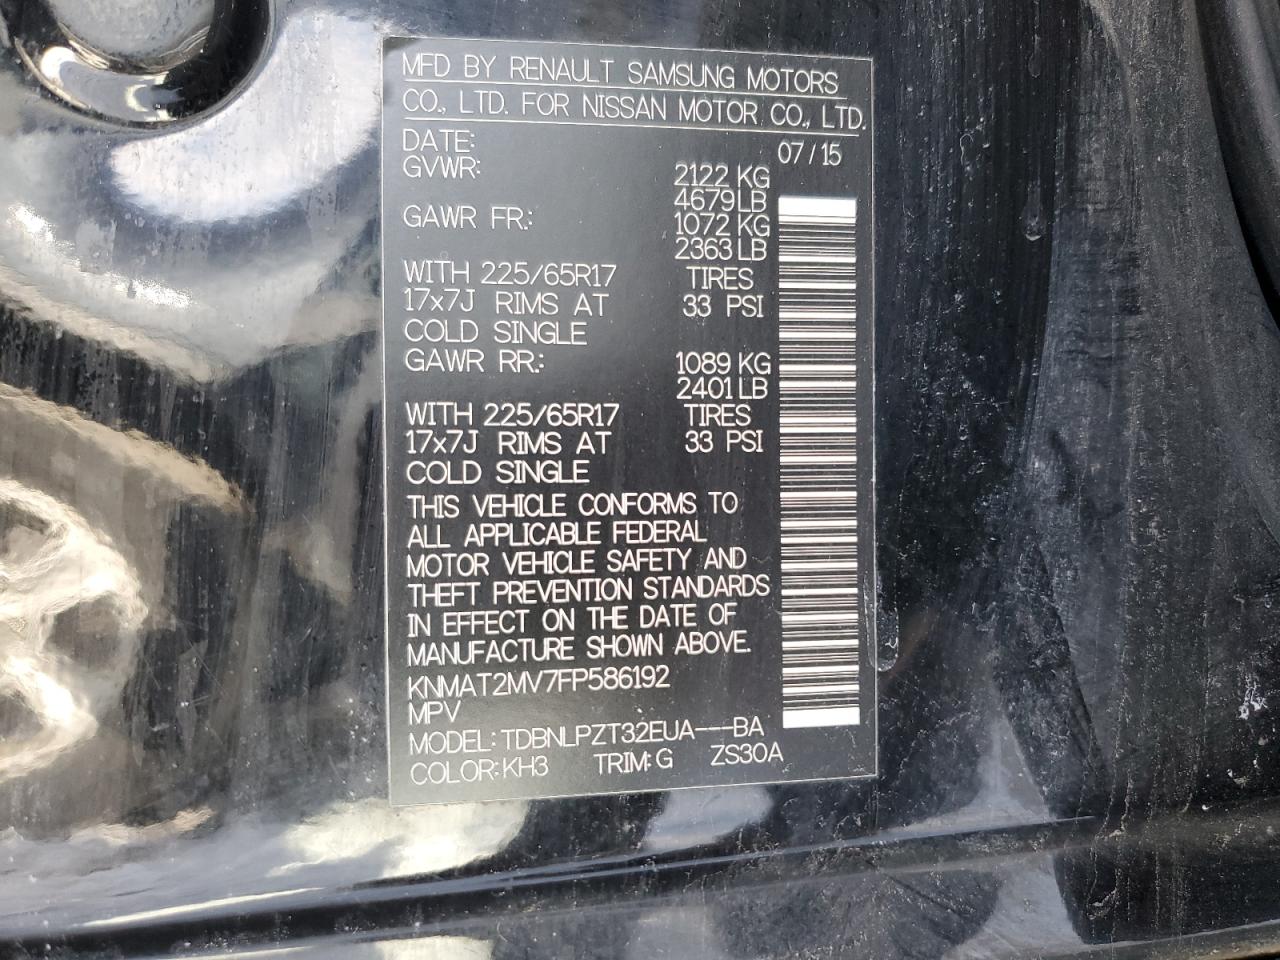 MFD BY RENAULT SAMSUNG MOTORS
CO., LTD. FOR NISSAN MOTOR CO., LTD.
DATE: 07/15
GVWR: 2122 KG
4679 LB
GAWR FR.: 1072 KG
2363 LB
WITH 225/65R17 TIRES
17x7J RIMS AT 33 PSI
COLD SINGLE
GAWR RR.: 1089 KG
2401 LB
WITH 225/65R17 TIRES
17x7J RIMS AT 33 PSI
COLD SINGLE
THIS VEHICLE CONFORMS TO
ALL APPLICABLE FEDERAL
MOTOR VEHICLE SAFETY AND
THEFT PREVENTION STANDARDS
IN EFFECT ON THE DATE OF
MANUFACTURE SHOWN ABOVE.
KNMAT2MV7FP586192
MPV
MODEL: TDBNLPZT32EUA---BA
COLOR: KH3 TRIM: G ZS30A